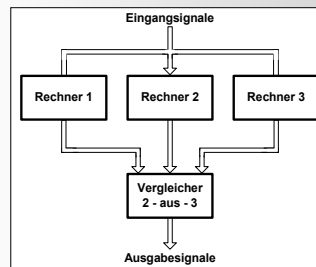 Eingangsignale
Rechner 1
Rechner 2
Rechner 3
Vergleicher
2 - aus - 3
Ausgabesignale